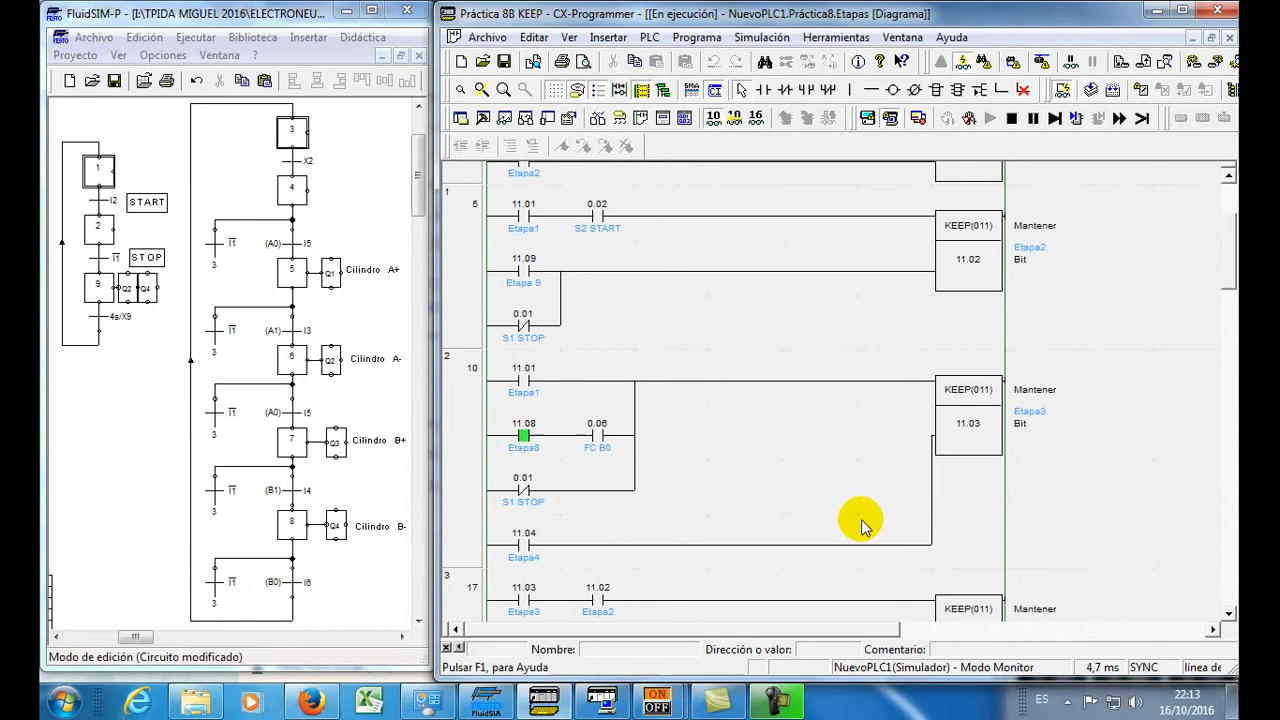 FluidSIM-P - [I:\TPIDA MIGUEL 2016\ELECTRONEU...
Archivo Edición Ejecutar Biblioteca Insertar Didáctica
Proyecto Ver Opciones Ventana ?
1
I2
START
2
I1
STOP
9
Q2 Q4
4s/X9
3
X2
4
I1
3
(A0) I5
5
Q1
Cilindro A+
I1
3
(A1) I3
6
Q2
Cilindro A-
I1
3
(A0) I5
7
Q3
Cilindro B+
I1
3
(B1) I4
8
Q4
Cilindro B-
I1
3
(B0) I6
Modo de edición (Circuito modificado)
Práctica 8B KEEP - CX-Programmer - [[En ejecución] - NuevoPLC1.Práctica8.Etapas [Diagrama]]
Archivo Editar Ver Insertar PLC Programa Simulación Herramientas Ventana Ayuda
10 10 16
Etapa2
1
5
11.01 0.02
Etapa1 S2 START
KEEP(011) Mantener
Etapa2
11.02 Bit
11.09
Etapa 9
0.01
S1 STOP
2
10
11.01
Etapa1
KEEP(011) Mantener
Etapa3
11.03 Bit
11.08 0.06
Etapa8 FC B0
0.01
S1 STOP
11.04
Etapa4
3
17
11.03 11.02
Etapa3 Etapa2
KEEP(011) Mantener
Nombre: Dirección o valor: Comentario:
Pulsar F1, para Ayuda
NuevoPLC1(Simulador) - Modo Monitor 4,7 ms SYNC línea de
FluidSIM
ON
OFF
ES
22:13
16/10/2016